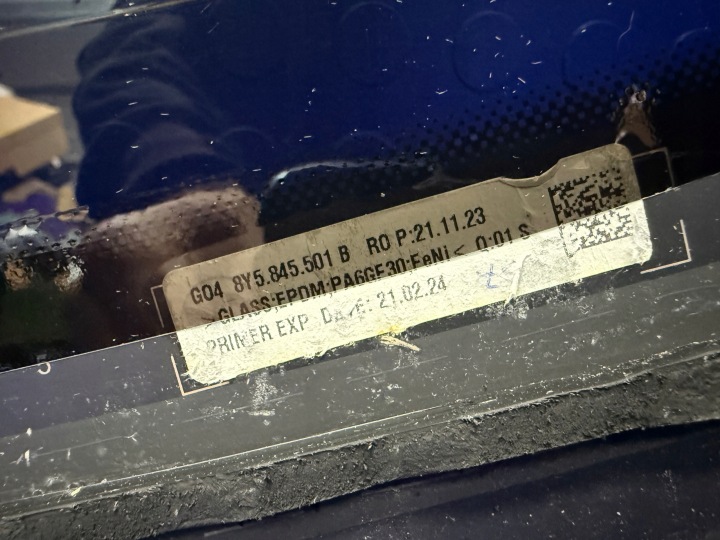 G04 8Y5.845.501 B RO P:21.11.23
>GLASS;EPDM;PA6GF30;FeNi< 0:01 S
PRIMER EXP. DATE: 21.02.24